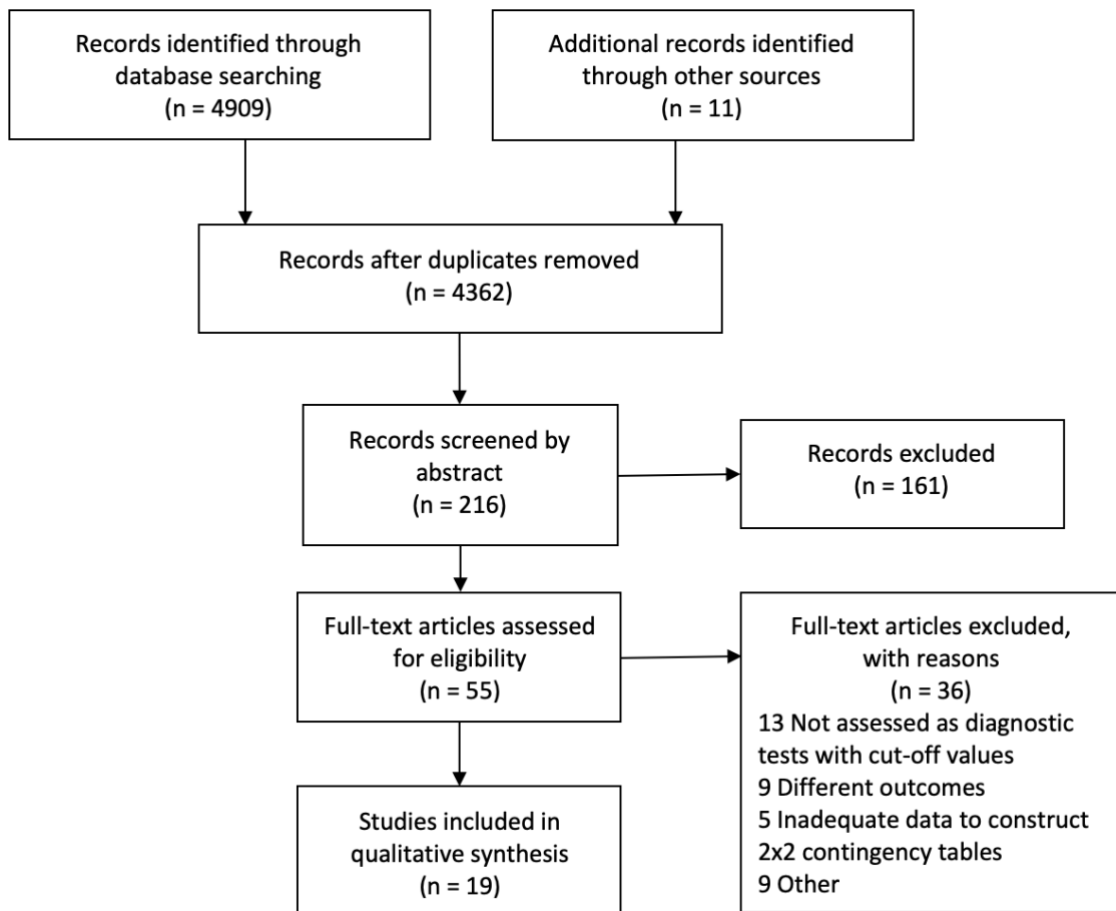 Records identified through
database searching
(n = 4909)
Additional records identified
through other sources
(n = 11)
Records after duplicates removed
(n = 4362)
Records screened by
abstract
(n = 216)
Records excluded
(n = 161)
Full-text articles assessed
for eligibility
(n = 55)
Full-text articles excluded,
with reasons
(n = 36)
13 Not assessed as diagnostic
tests with cut-off values
9 Different outcomes
5 Inadequate data to construct
2x2 contingency tables
9 Other
Studies included in
qualitative synthesis
(n = 19)